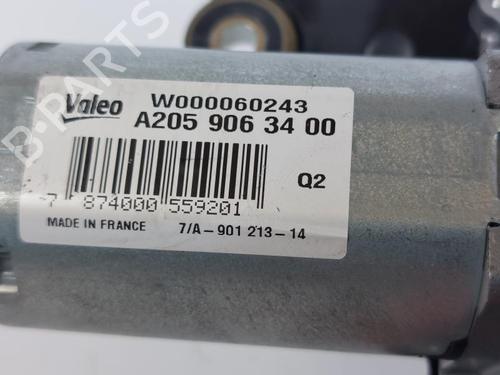 Valeo
W000060243
A205 906 34 00
Q2
7 874000 559201
MADE IN FRANCE 7/A-901 213-14
B-PARTS